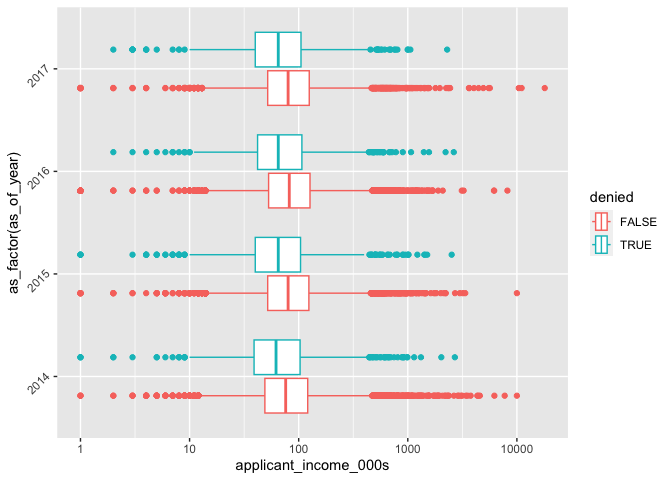 2017
2016
2015
2014
as_factor(as_of_year)
1 10 100 1000 10000
applicant_income_000s
denied
FALSE
TRUE